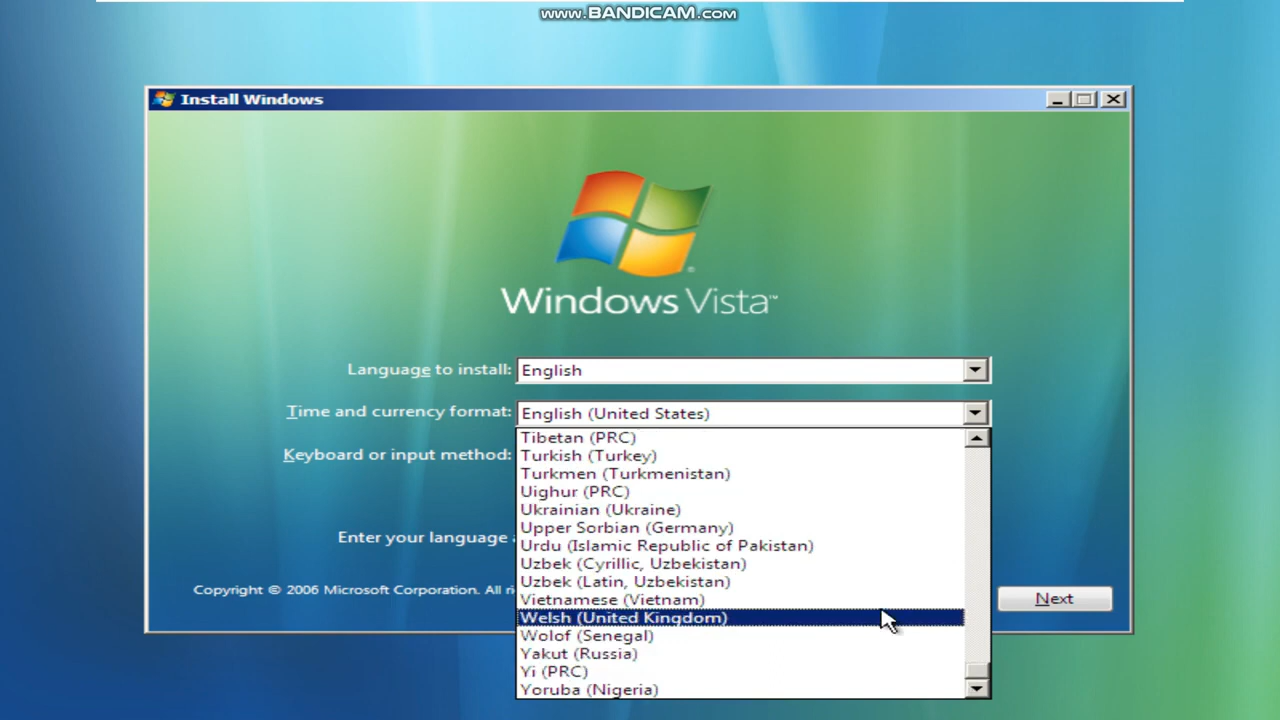 www.BANDICAM.com
Install Windows
Windows Vista™
Language to install: English
Time and currency format: English (United States)
Tibetan (PRC)
Turkish (Turkey)
Keyboard or input method:
Turkmen (Turkmenistan)
Uighur (PRC)
Ukrainian (Ukraine)
Upper Sorbian (Germany)
Enter your language
Urdu (Islamic Republic of Pakistan)
Uzbek (Cyrillic, Uzbekistan)
Uzbek (Latin, Uzbekistan)
Copyright © 2006 Microsoft Corporation. All
Vietnamese (Vietnam)
Next
Welsh (United Kingdom)
Wolof (Senegal)
Yakut (Russia)
Yi (PRC)
Yoruba (Nigeria)